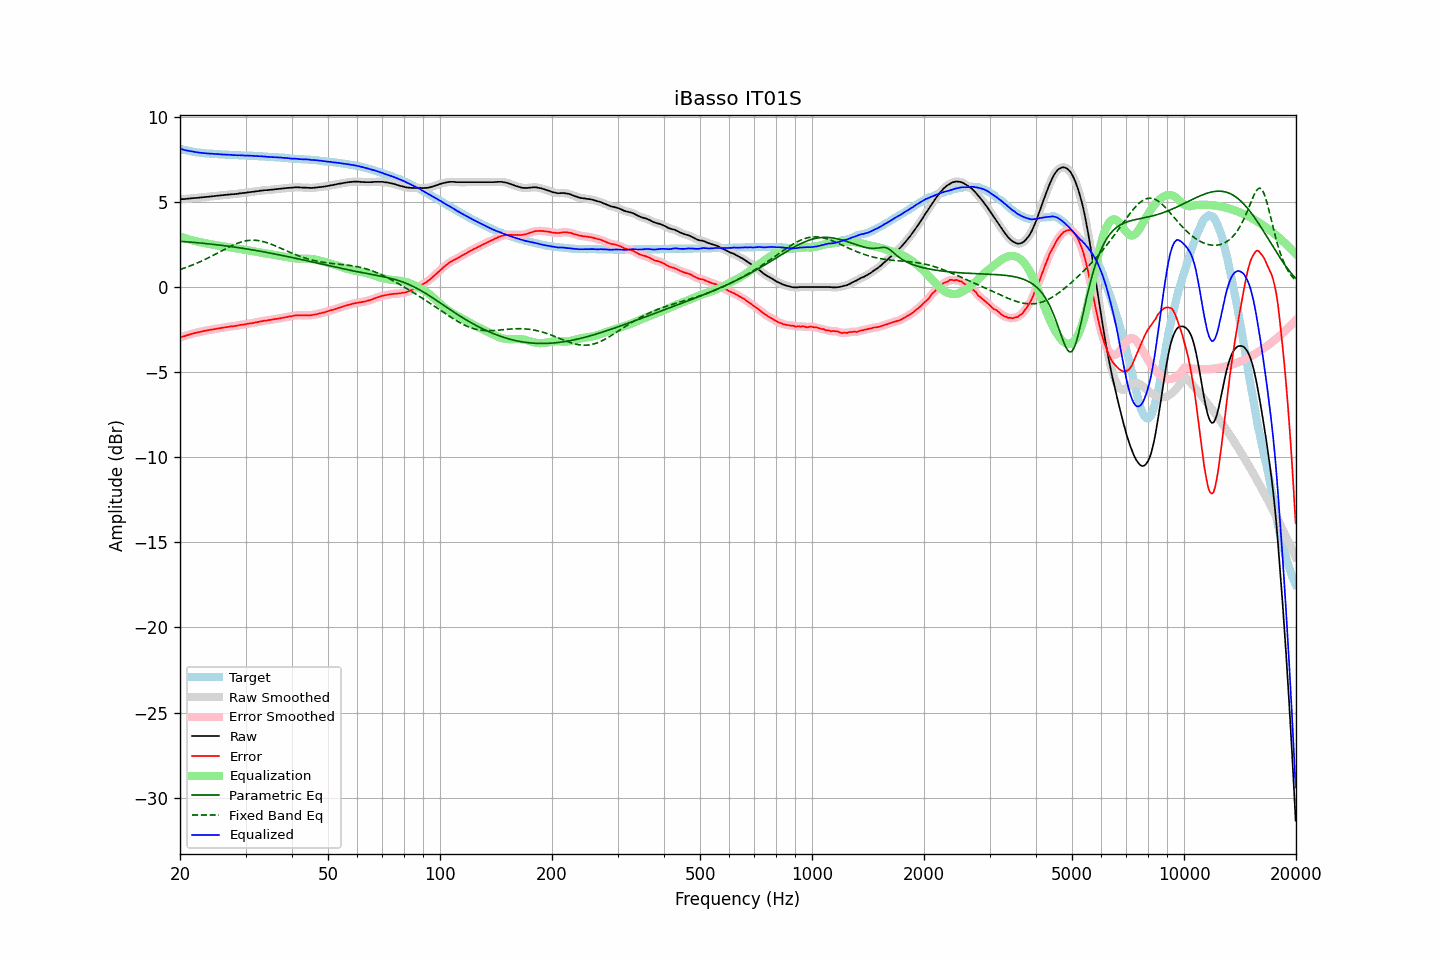 iBasso IT01S
10
5
0
−5
−10
−15
−20
−25
−30
Amplitude (dBr)
Target
Raw Smoothed
Error Smoothed
Raw
Error
Equalization
Parametric Eq
Fixed Band Eq
Equalized
20 50 100 200 500 1000 2000 5000 10000 20000
Frequency (Hz)